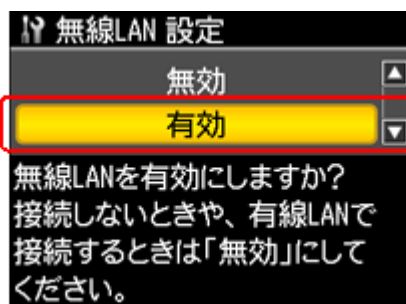 無線LAN 設定
無効
有効
無線LANを有効にしますか?
接続しないときや、有線LANで
接続するときは「無効」にして
ください。